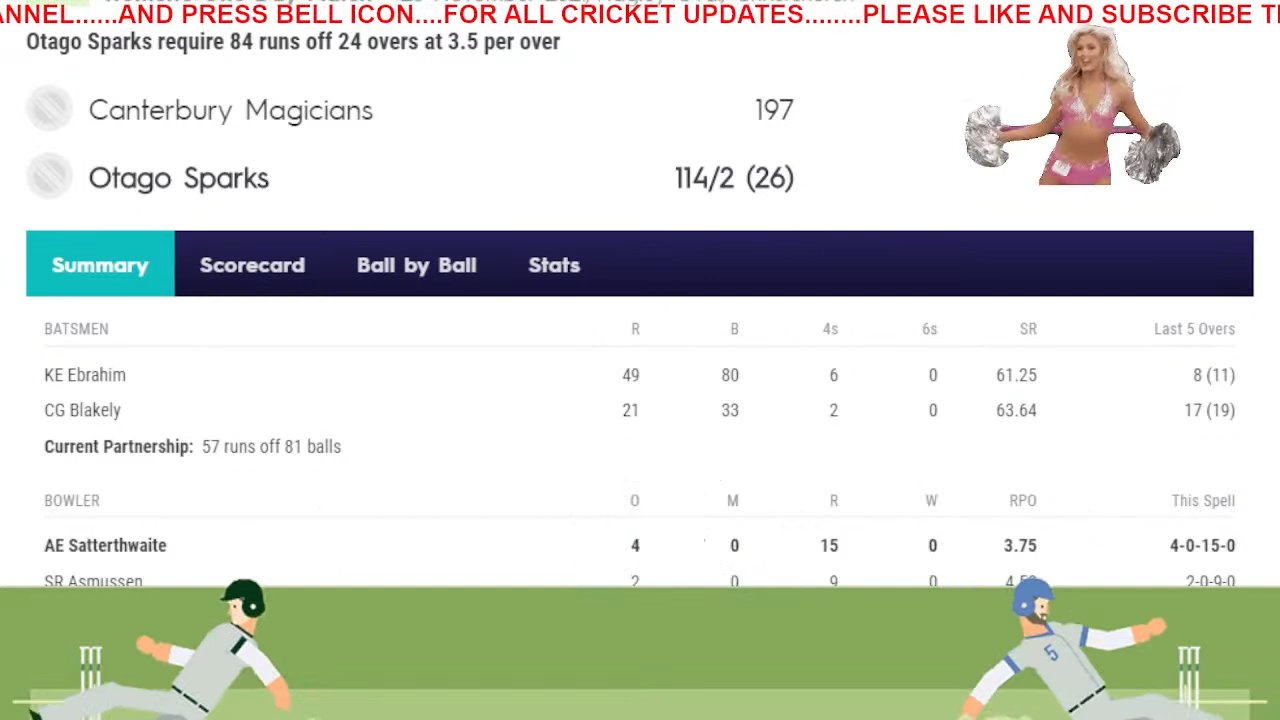 ANNEL......AND PRESS BELL ICON....FOR ALL CRICKET UPDATES........PLEASE LIKE AND SUBSCRIBE
Otago Sparks require 84 runs off 24 overs at 3.5 per over
Canterbury Magicians 197
Otago Sparks 114/2 (26)
Summary Scorecard Ball by Ball Stats
BATSMEN R B 4s 6s SR Last 5 Overs
KE Ebrahim 49 80 6 0 61.25 8 (11)
CG Blakely 21 33 2 0 63.64 17 (19)
Current Partnership: 57 runs off 81 balls
BOWLER O M R W RPO This Spell
AE Satterthwaite 4 0 15 0 3.75 4-0-15-0
SR Asmussen 2 0 9 0 2-0-9-0
5